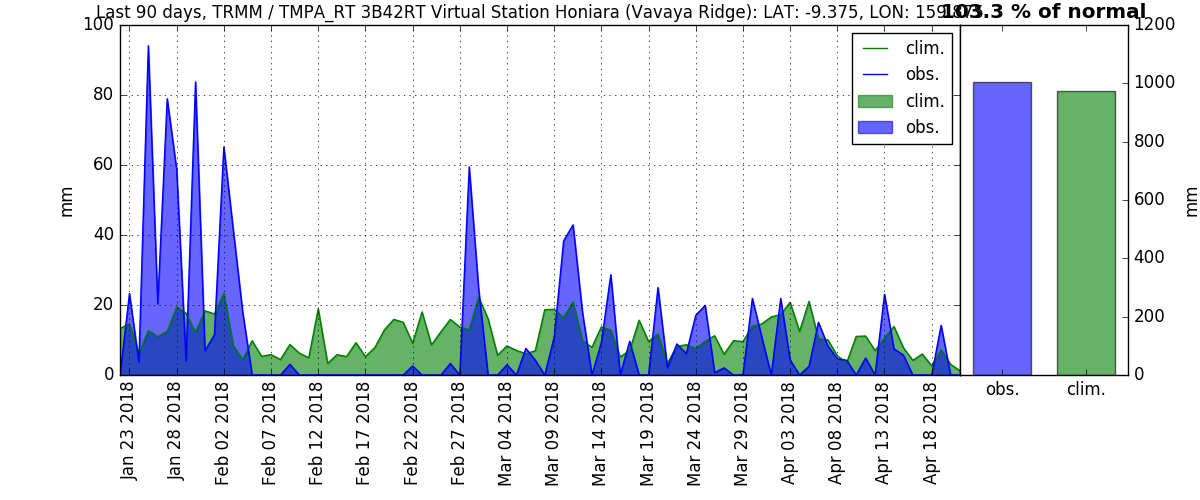 Last 90 days, TRMM / TMPA_RT 3B42RT Virtual Station Honiara (Vavaya Ridge): LAT: -9.375, LON: 159.875
103.3 % of normal
100
80
60
40
20
0
mm
clim.
obs.
clim.
obs.
Jan 23 2018
Jan 28 2018
Feb 02 2018
Feb 07 2018
Feb 12 2018
Feb 17 2018
Feb 22 2018
Feb 27 2018
Mar 04 2018
Mar 09 2018
Mar 14 2018
Mar 19 2018
Mar 24 2018
Mar 29 2018
Apr 03 2018
Apr 08 2018
Apr 13 2018
Apr 18 2018
1200
1000
800
600
400
200
0
mm
obs.
clim.